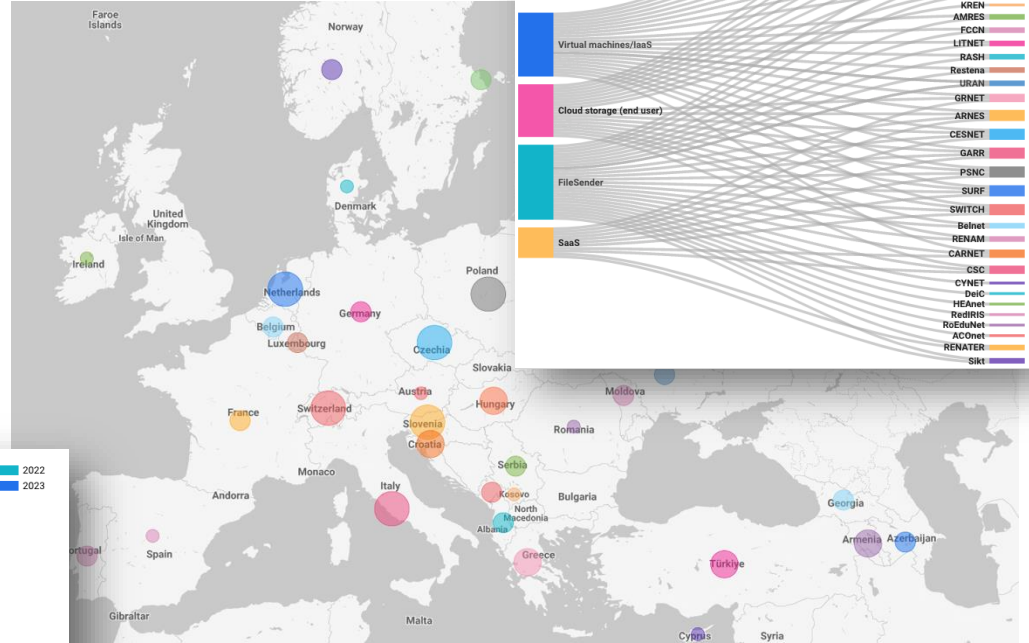 Faroe
Islands
Norway
Denmark
United
Kingdom
Isle of Man
Ireland
Netherlands
Poland
Germany
Belgium
Luxembourg
Czechia
Slovakia
Austria
Hungary
Moldova
France
Switzerland
Slovenia
Croatia
Romania
Monaco
Serbia
Italy
Andorra
Kosovo
Bulgaria
Georgia
North
Macedonia
Albania
Armenia
Azerbaijan
ortugal
Spain
Greece
Türkiye
Gibraltar
Malta
Cyprus
Syria
Virtual machines/IaaS
Cloud storage (end user)
FileSender
SaaS
KREN
AMRES
FCCN
LITNET
RASH
Restena
URAN
GRNET
ARNES
CESNET
GARR
PSNC
SURF
SWITCH
Belnet
RENAM
CARNET
CSC
CYNET
DeiC
HEAnet
RedIRIS
RoEduNet
ACOnet
RENATER
Sikt
2022
2023